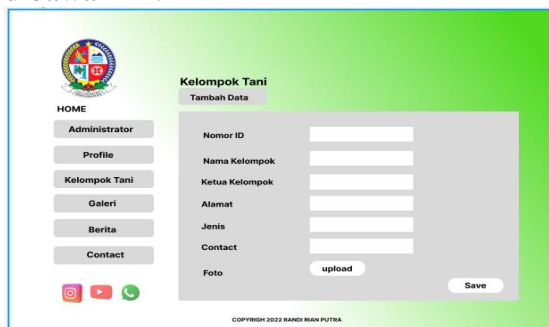 Kelompok Tani
Tambah Data
HOME
Administrator
Profile
Kelompok Tani
Galeri
Berita
Contact
Nomor ID
Nama Kelompok
Ketua Kelompok
Alamat
Jenis
Contact
Foto
upload
Save
COPYRIGH 2022 RANDI RIAN PUTRA